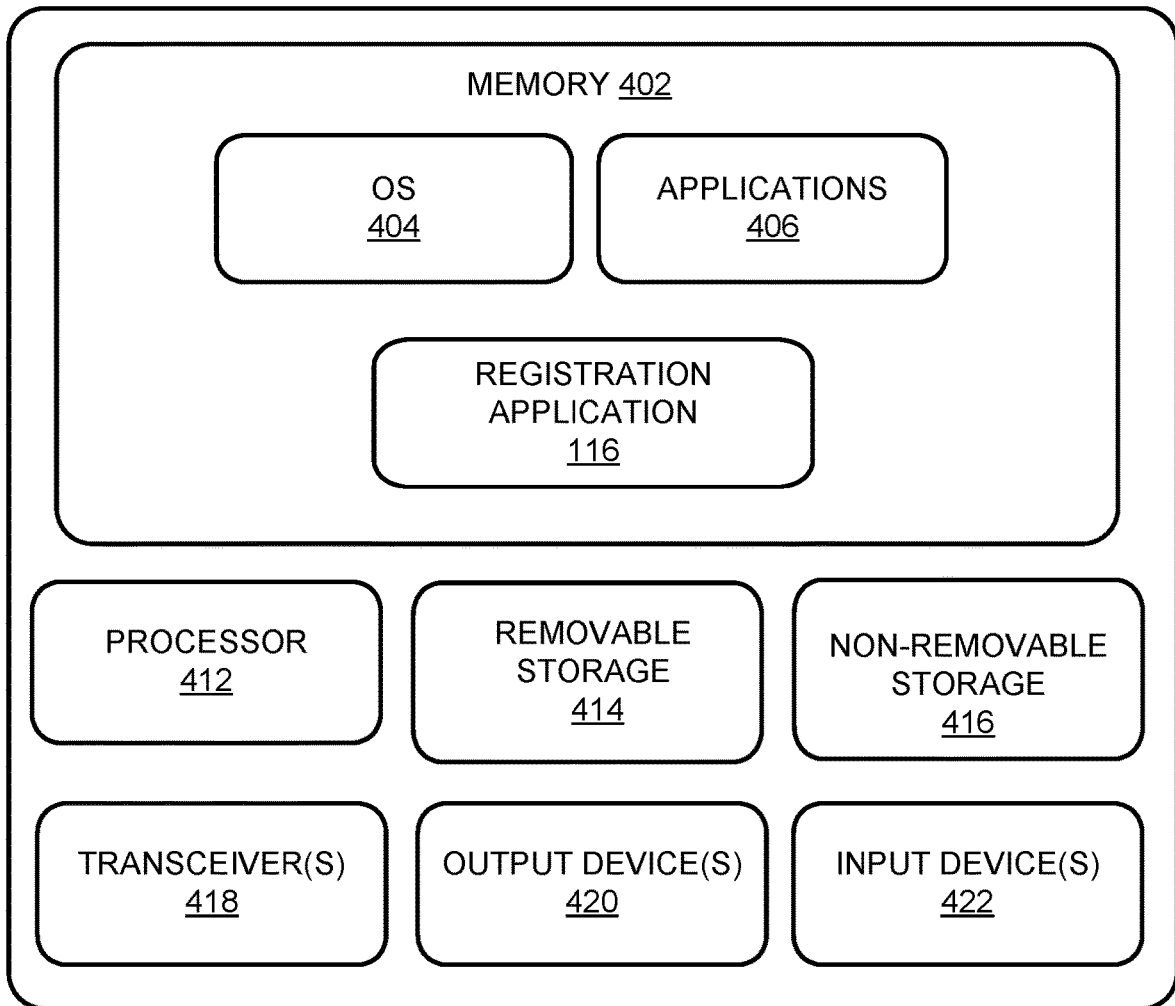 MEMORY 402
OS
404
APPLICATIONS
406
REGISTRATION
APPLICATION
116
PROCESSOR
412
REMOVABLE
STORAGE
414
NON-REMOVABLE
STORAGE
416
TRANSCEIVER(S)
418
OUTPUT DEVICE(S)
420
INPUT DEVICE(S)
422